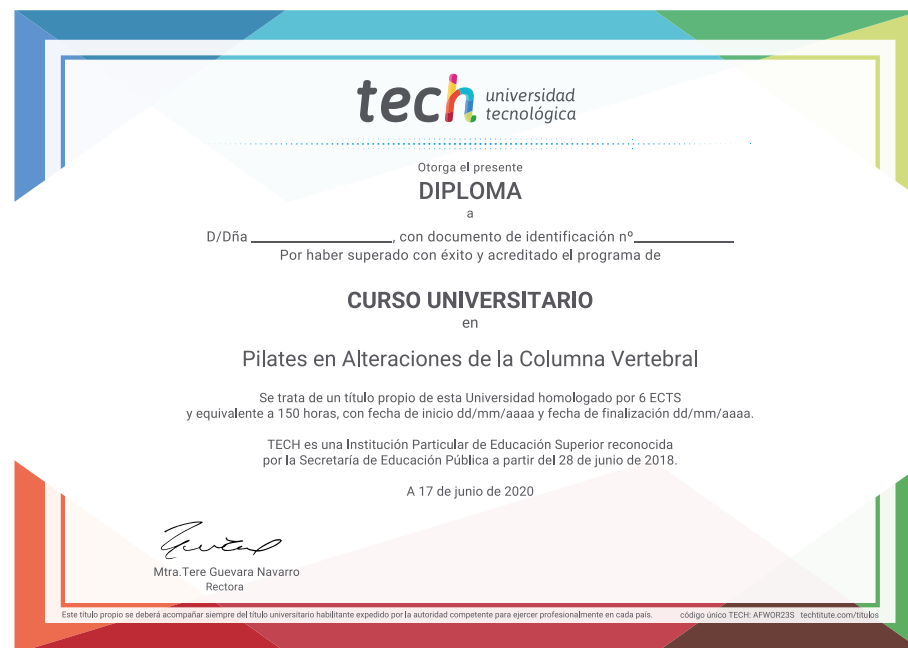 tech universidad
tecnológica
Otorga el presente
DIPLOMA
a
D/Dña ____________________, con documento de identificación nº______________
Por haber superado con éxito y acreditado el programa de
CURSO UNIVERSITARIO
en
Pilates en Alteraciones de la Columna Vertebral
Se trata de un título propio de esta Universidad homologado por 6 ECTS
y equivalente a 150 horas, con fecha de inicio dd/mm/aaaa y fecha de finalización dd/mm/aaaa.
TECH es una Institución Particular de Educación Superior reconocida
por la Secretaría de Educación Pública a partir del 28 de junio de 2018.
A 17 de junio de 2020
Mtra.Tere Guevara Navarro
Rectora
Este título propio se deberá acompañar siempre del título universitario habilitante expedido por la autoridad competente para ejercer profesionalmente en cada país. código único TECH: AFWOR23S techtitute.com/titulos